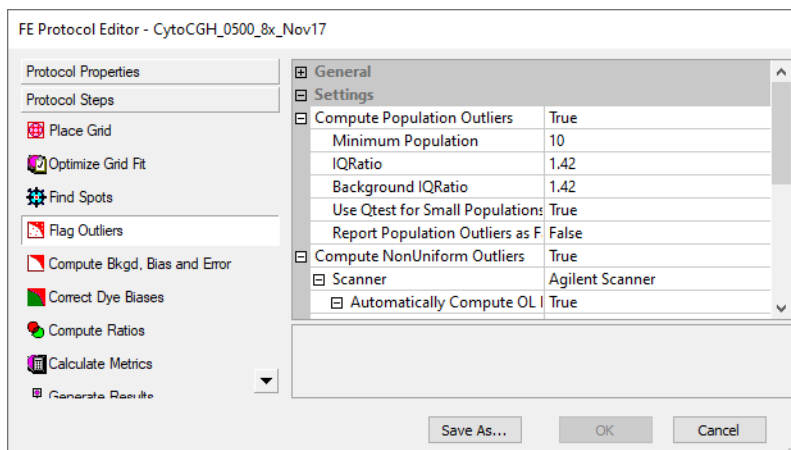 FE Protocol Editor - CytoCGH_0500_8x_Nov17
Protocol Properties
Protocol Steps
Place Grid
Optimize Grid Fit
Find Spots
Flag Outliers
Compute Bkgd, Bias and Error
Correct Dye Biases
Compute Ratios
Calculate Metrics
Generate Results
General
Settings
Compute Population Outliers True
Minimum Population 10
IQRatio 1.42
Background IQRatio 1.42
Use Qtest for Small Populations True
Report Population Outliers as F False
Compute NonUniform Outliers True
Scanner Agilent Scanner
Automatically Compute OL True
Save As... OK Cancel